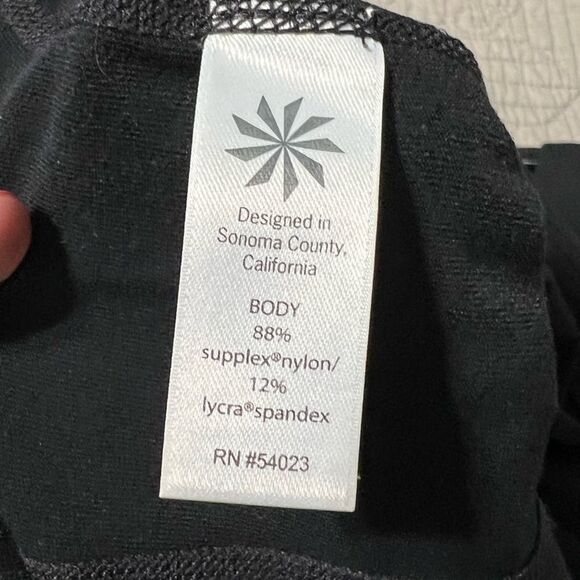 Designed in
Sonoma County,
California
BODY
88%
supplex®nylon/
12%
lycra®spandex
RN #54023